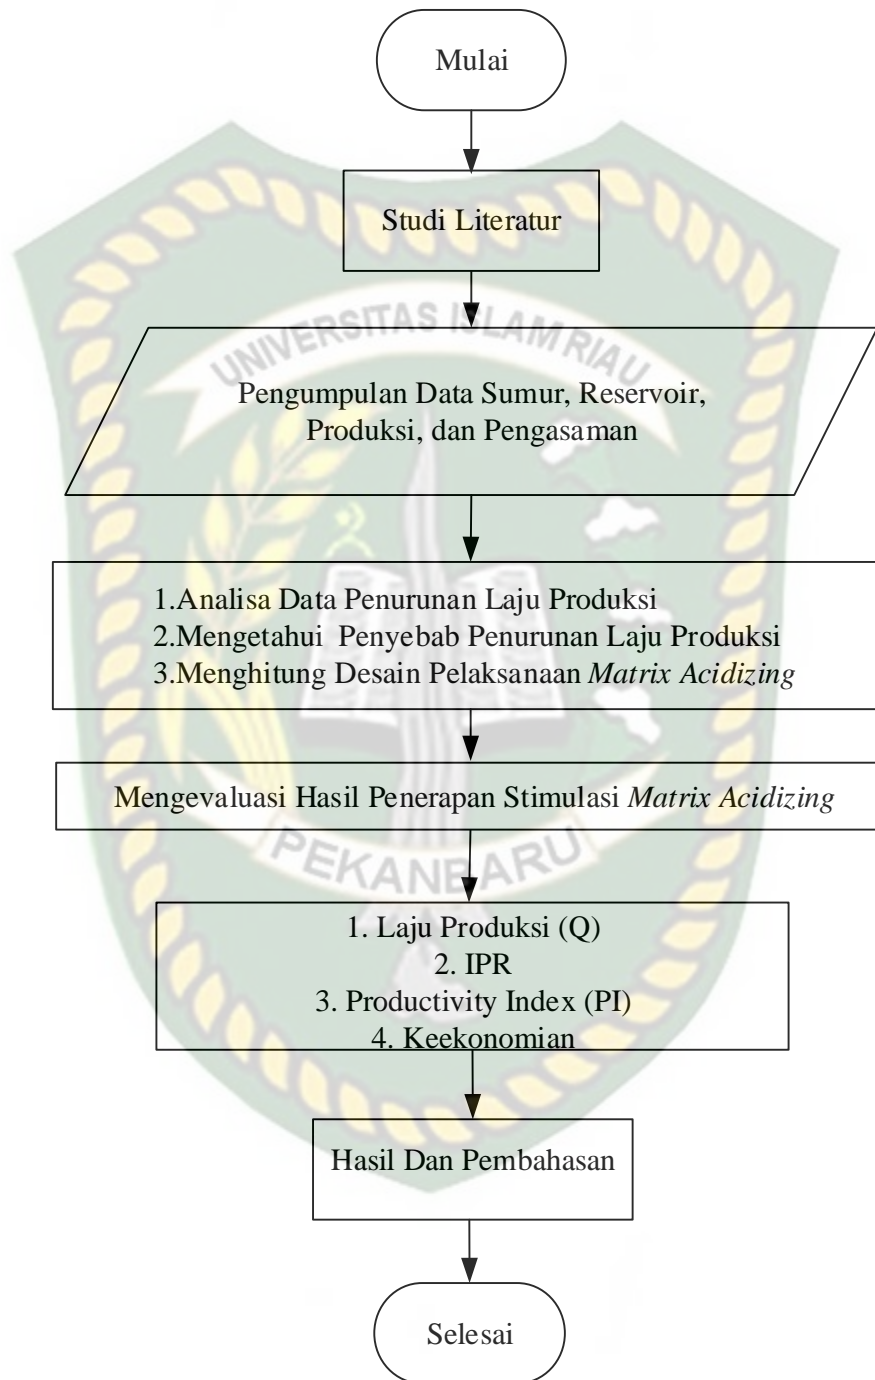 Mulai
Studi Literatur
UNIVERSITAS ISLAM RIAU
Pengumpulan Data Sumur, Reservoir,
Produksi, dan Pengasaman
1.Analisa Data Penurunan Laju Produksi
2.Mengetahui Penyebab Penurunan Laju Produksi
3.Menghitung Desain Pelaksanaan Matrix Acidizing
Mengevaluasi Hasil Penerapan Stimulasi Matrix Acidizing
PEKANBARU
1. Laju Produksi (Q)
2. IPR
3. Productivity Index (PI)
4. Keekonomian
Hasil Dan Pembahasan
Selesai